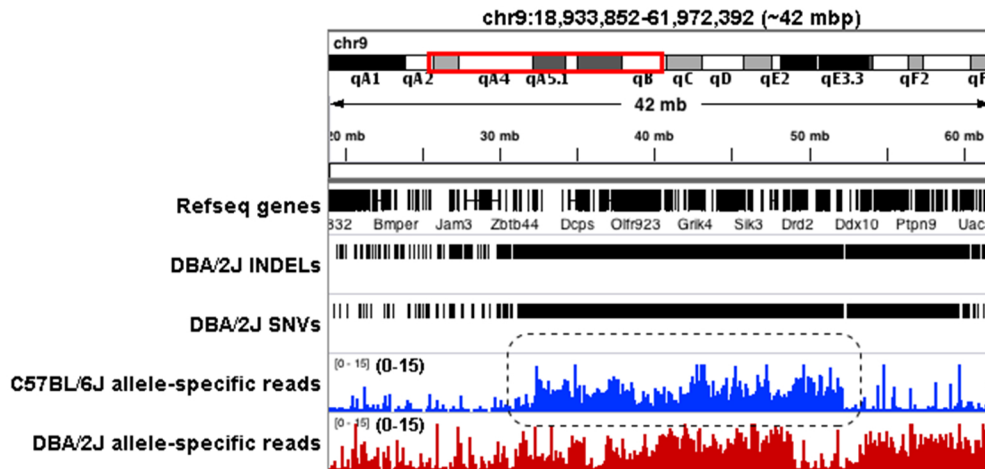 chr9:18,933,852-61,972,392 (~42 mbp)
chr9
qA1 qA2 qA4 qA5.1 qB qC qD qE2 qE3.3 qF2 qF
42 mb
20 mb 30 mb 40 mb 50 mb 60 mb
Refseq genes
332 Bmper Jam3 Zbtb44 Dcps Olfr923 Grik4 Sik3 Drd2 Ddx10 Ptpn9 Uac
DBA/2J INDELs
DBA/2J SNVs
[0 - 15] (0-15)
C57BL/6J allele-specific reads
[0 - 15] (0-15)
DBA/2J allele-specific reads